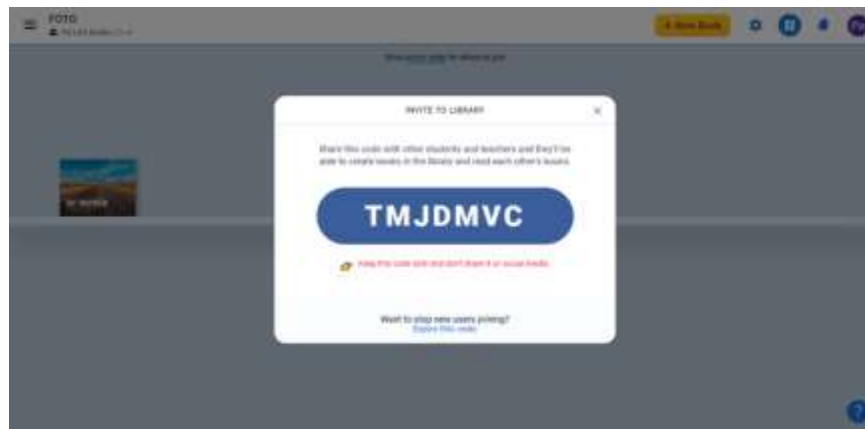 FOTO
+ New Book
INVITE TO LIBRARY
Share this code with other students and teachers and they'll be
able to create books in the library and read each other's books.
TMJDMVC
Keep this code safe and don't share it on social media.
Want to stop new users joining?
Expire this code